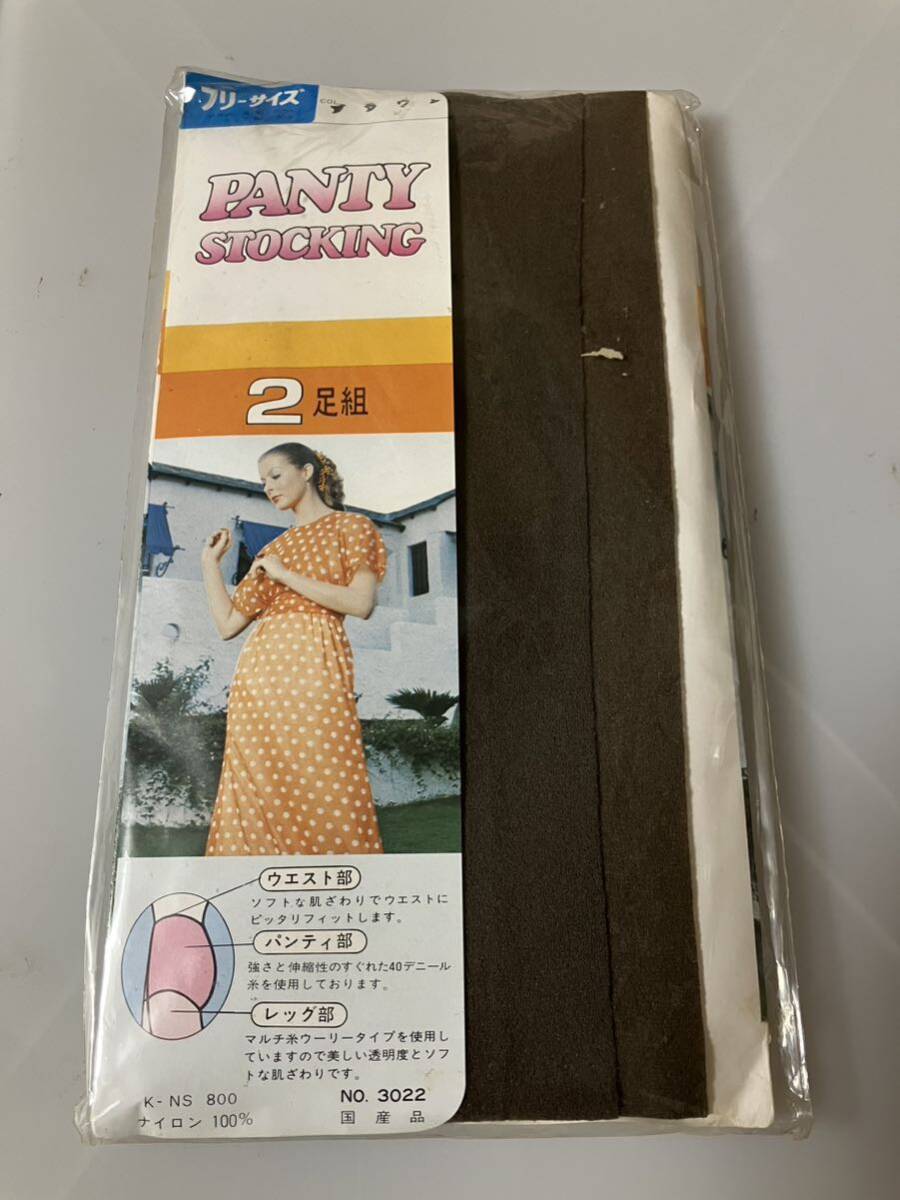 フリーサイズ
COL. ブラウン
PANTY
STOCKING
2足組
ウエスト部
ソフトな肌ざわりでウエストに
ピッタリフィットします。
パンティ部
強さと伸縮性のすぐれた40デニール
糸を使用しております。
レッグ部
マルチ糸ウーリータイプを使用し
ていますので美しい透明度とソフ
トな肌ざわりです。
K-NS 800
NO. 3022
ナイロン 100%
国産品